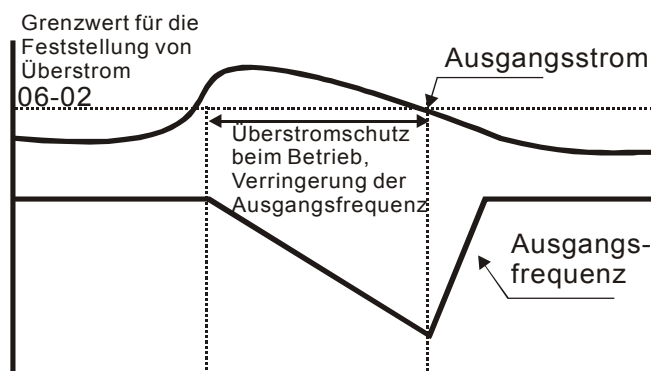 Grenzwert für die
Feststellung von
Überstrom
06-02
Ausgangsstrom
Überstromschutz
beim Betrieb,
Verringerung der
Ausgangsfrequenz
Ausgangs-
frequenz